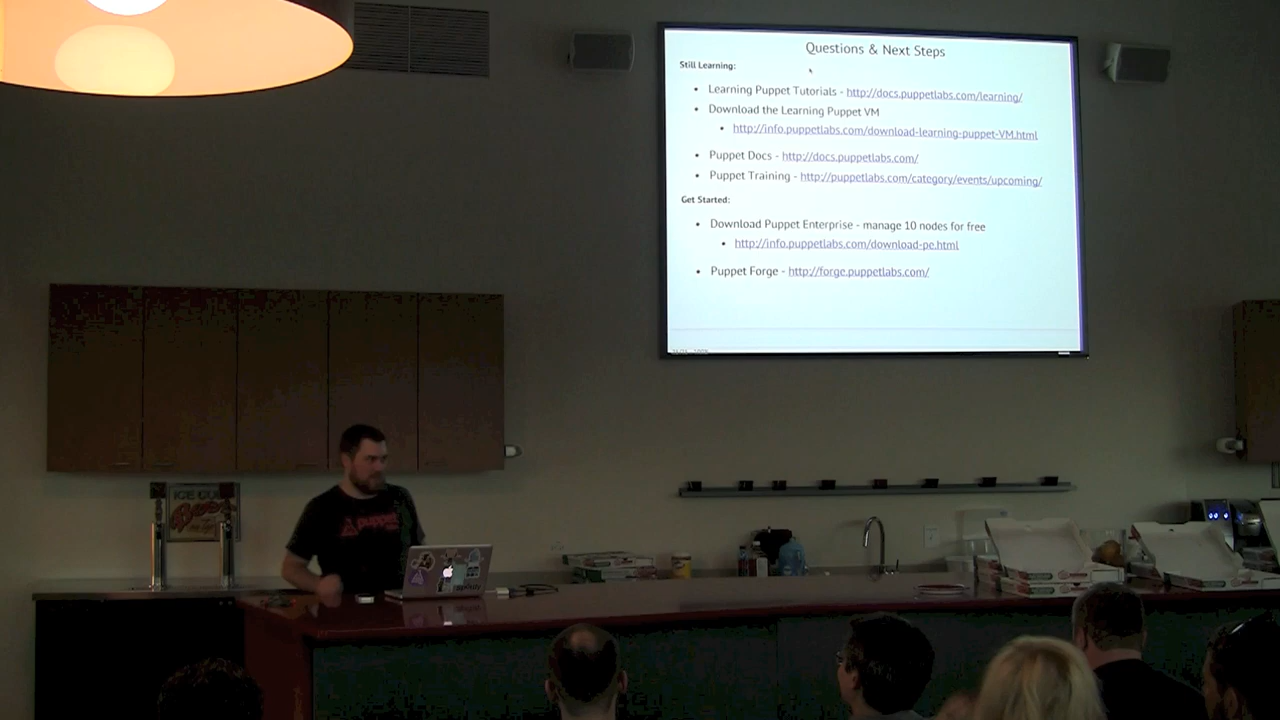 Questions & Next Steps
Still Learning:
• Learning Puppet Tutorials - http://docs.puppetlabs.com/learning/
• Download the Learning Puppet VM
• http://info.puppetlabs.com/download-learning-puppet-VM.html
• Puppet Docs - http://docs.puppetlabs.com/
• Puppet Training - http://puppetlabs.com/category/events/upcoming/
Get Started:
• Download Puppet Enterprise - manage 10 nodes for free
• http://info.puppetlabs.com/download-pe.html
• Puppet Forge - http://forge.puppetlabs.com/
ICE COLD
Beer
puppet